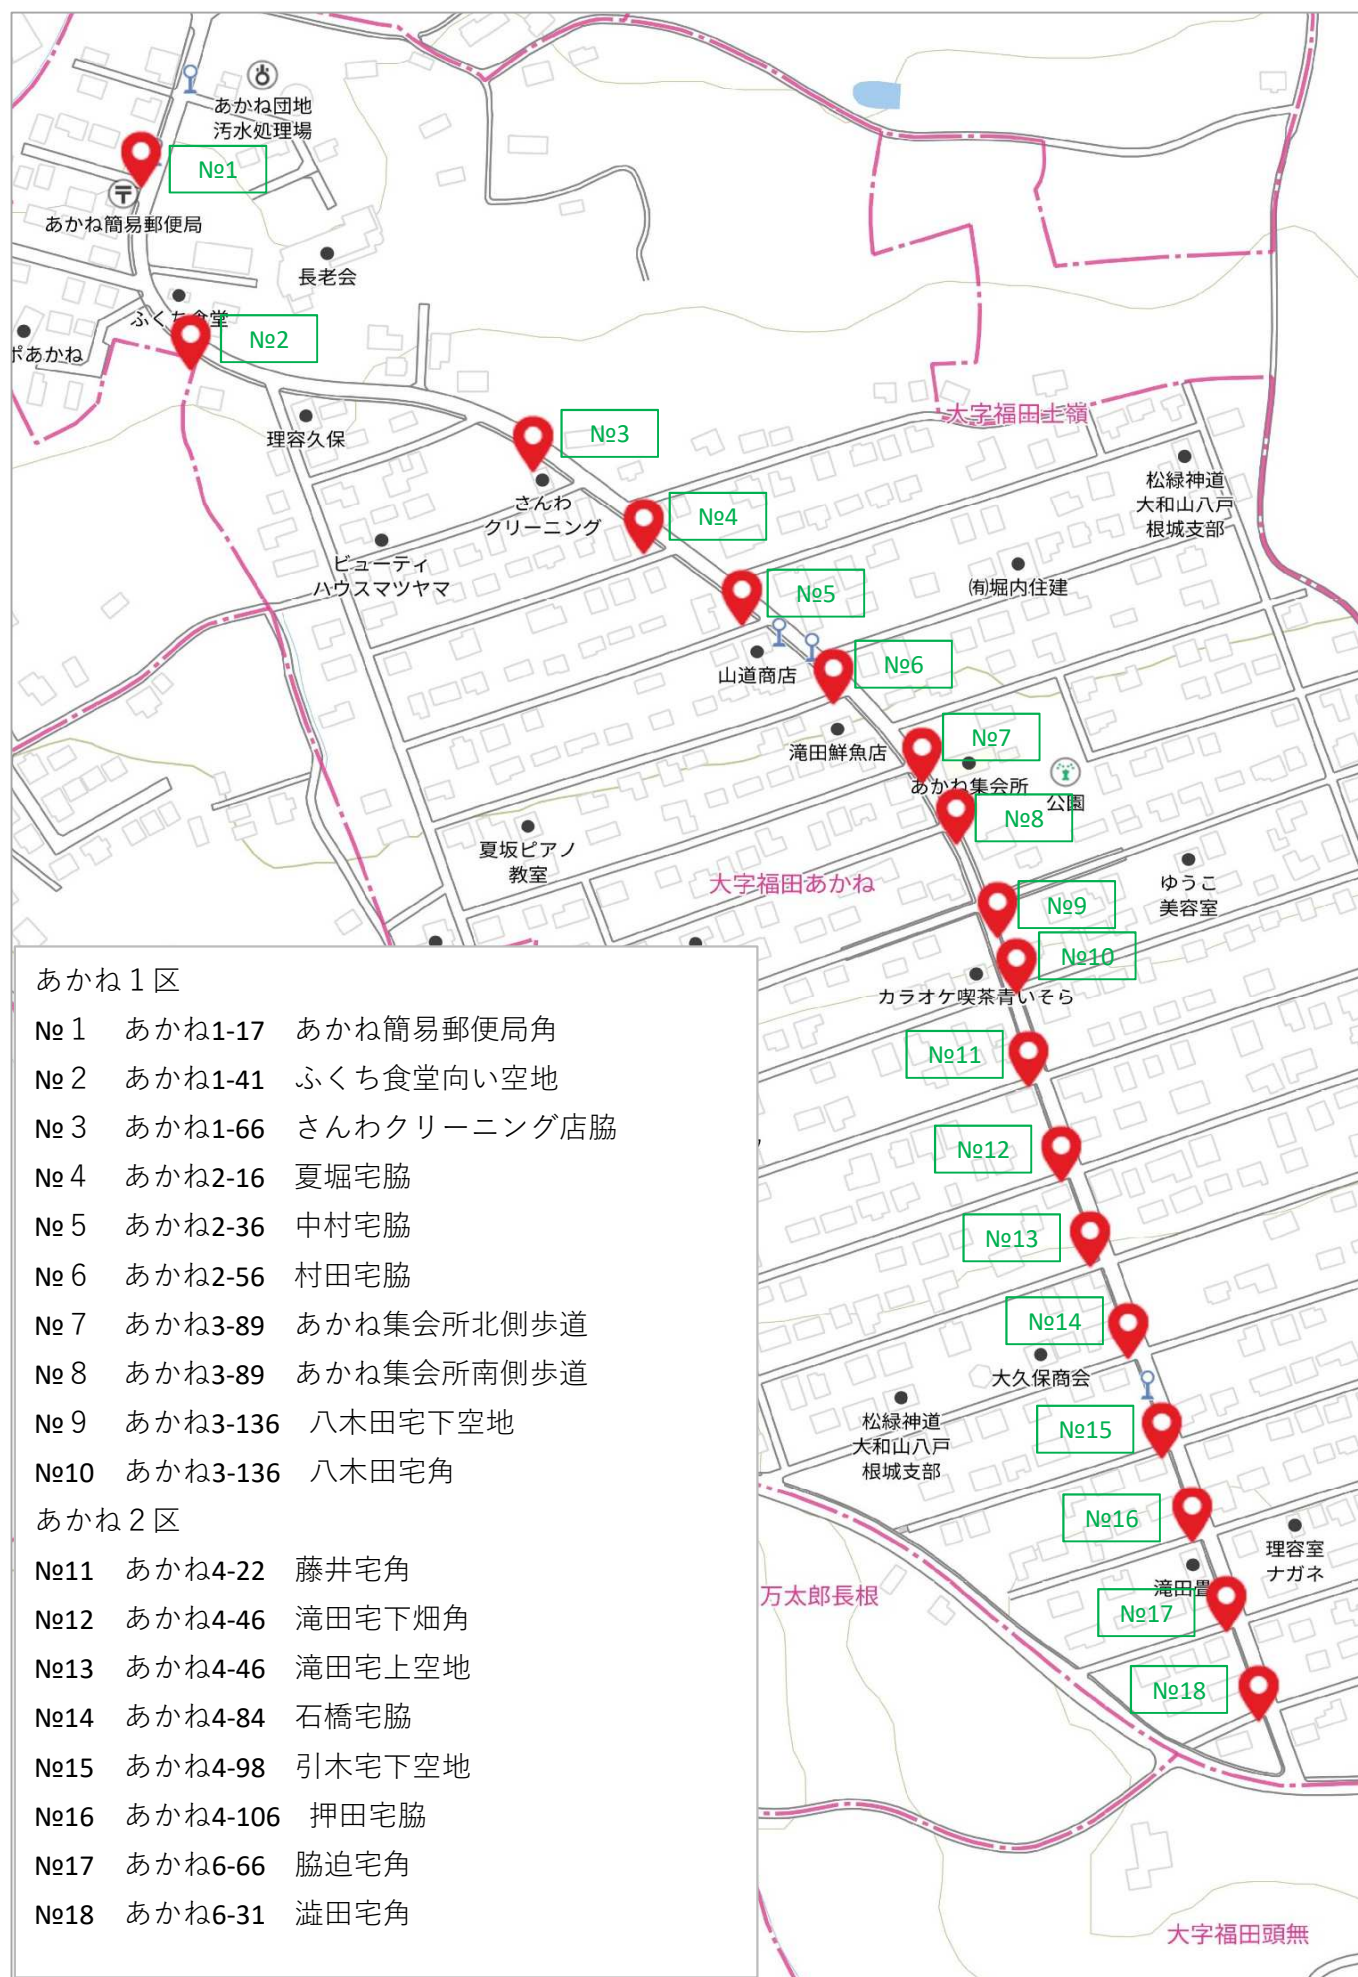 あかね団地
汚水処理場
№1
あかね簡易郵便局
長老会
ふくち食堂
№2
ポあかね
理容久保
№3
大字福田土嶺
さんわ
クリーニング
№4
松緑神道
大和山八戸
根城支部
ビューティ
ハウスマツヤマ
㈲堀内住建
№5
山道商店
№6
滝田鮮魚店
№7
あかね集会所
公園
№8
夏坂ピアノ
教室
大字福田あかね
ゆうこ
美容室
№9
№10
カラオケ喫茶青いそら
№11
№12
№13
№14
大久保商会
松緑神道
大和山八戸
根城支部
№15
№16
理容室
ナガネ
滝田畳
万太郎長根
№17
№18
大字福田頭無
あかね１区
№１ あかね1-17 あかね簡易郵便局角
№２ あかね1-41 ふくち食堂向い空地
№３ あかね1-66 さんわクリーニング店脇
№４ あかね2-16 夏堀宅脇
№５ あかね2-36 中村宅脇
№６ あかね2-56 村田宅脇
№７ あかね3-89 あかね集会所北側歩道
№８ あかね3-89 あかね集会所南側歩道
№９ あかね3-136 八木田宅下空地
№10 あかね3-136 八木田宅角
あかね２区
№11 あかね4-22 藤井宅角
№12 あかね4-46 滝田宅下畑角
№13 あかね4-46 滝田宅上空地
№14 あかね4-84 石橋宅脇
№15 あかね4-98 引木宅下空地
№16 あかね4-106 押田宅脇
№17 あかね6-66 脇迫宅角
№18 あかね6-31 澁田宅角